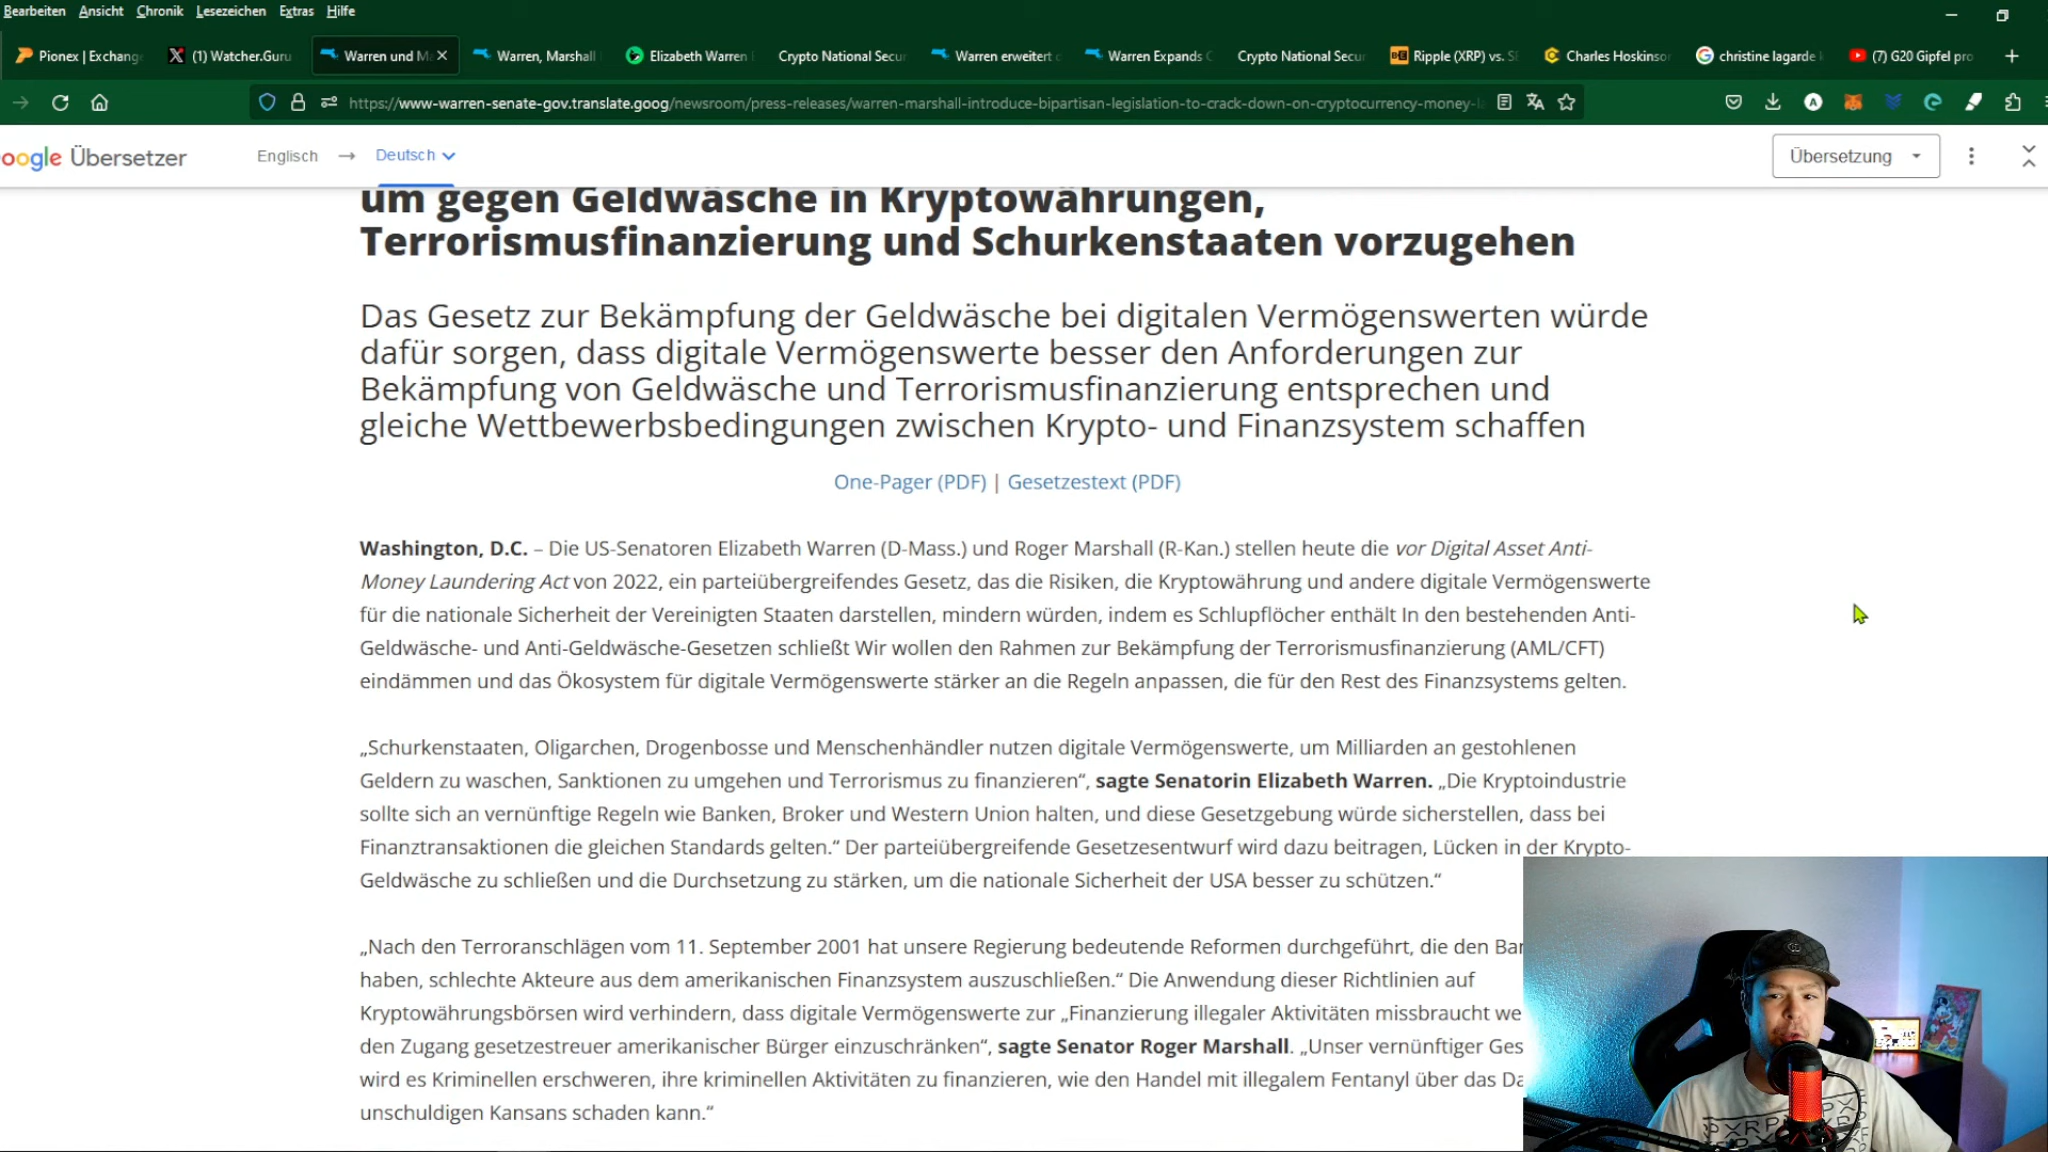 Bearbeiten Ansicht Chronik Lesezeichen Extras Hilfe
Pionex | Exchang (1) Watcher.Guru Warren und Ma Warren, Marshall Elizabeth Warren Crypto National Secu Warren erweitert Warren Expands C Crypto National Secu Ripple (XRP) vs. SE Charles Hoskinso christine lagarde (7) G20 Gipfel pro
https://www-warren-senate-gov.translate.goog/newsroom/press-releases/warren-marshall-introduce-bipartisan-legislation-to-crack-down-on-cryptocurrency-money-l
oogle Übersetzer Englisch → Deutsch Übersetzung
um gegen Geldwäsche in Kryptowährungen,
Terrorismusfinanzierung und Schurkenstaaten vorzugehen
Das Gesetz zur Bekämpfung der Geldwäsche bei digitalen Vermögenswerten würde
dafür sorgen, dass digitale Vermögenswerte besser den Anforderungen zur
Bekämpfung von Geldwäsche und Terrorismusfinanzierung entsprechen und
gleiche Wettbewerbsbedingungen zwischen Krypto- und Finanzsystem schaffen
One-Pager (PDF) | Gesetzestext (PDF)
Washington, D.C. – Die US-Senatoren Elizabeth Warren (D-Mass.) und Roger Marshall (R-Kan.) stellen heute die vor Digital Asset Anti-
Money Laundering Act von 2022, ein parteiübergreifendes Gesetz, das die Risiken, die Kryptowährung und andere digitale Vermögenswerte
für die nationale Sicherheit der Vereinigten Staaten darstellen, mindern würden, indem es Schlupflöcher enthält In den bestehenden Anti-
Geldwäsche- und Anti-Geldwäsche-Gesetzen schließt Wir wollen den Rahmen zur Bekämpfung der Terrorismusfinanzierung (AML/CFT)
eindämmen und das Ökosystem für digitale Vermögenswerte stärker an die Regeln anpassen, die für den Rest des Finanzsystems gelten.
„Schurkenstaaten, Oligarchen, Drogenbosse und Menschenhändler nutzen digitale Vermögenswerte, um Milliarden an gestohlenen
Geldern zu waschen, Sanktionen zu umgehen und Terrorismus zu finanzieren“, sagte Senatorin Elizabeth Warren. „Die Kryptoindustrie
sollte sich an vernünftige Regeln wie Banken, Broker und Western Union halten, und diese Gesetzgebung würde sicherstellen, dass bei
Finanztransaktionen die gleichen Standards gelten.“ Der parteiübergreifende Gesetzesentwurf wird dazu beitragen, Lücken in der Krypto-
Geldwäsche zu schließen und die Durchsetzung zu stärken, um die nationale Sicherheit der USA besser zu schützen.“
„Nach den Terroranschlägen vom 11. September 2001 hat unsere Regierung bedeutende Reformen durchgeführt, die den Ban
haben, schlechte Akteure aus dem amerikanischen Finanzsystem auszuschließen.“ Die Anwendung dieser Richtlinien auf
Kryptowährungsbörsen wird verhindern, dass digitale Vermögenswerte zur „Finanzierung illegaler Aktivitäten missbraucht we
den Zugang gesetzestreuer amerikanischer Bürger einzuschränken“, sagte Senator Roger Marshall. „Unser vernünftiger Ges
wird es Kriminellen erschweren, ihre kriminellen Aktivitäten zu finanzieren, wie den Handel mit illegalem Fentanyl über das Da
unschuldigen Kansans schaden kann.“